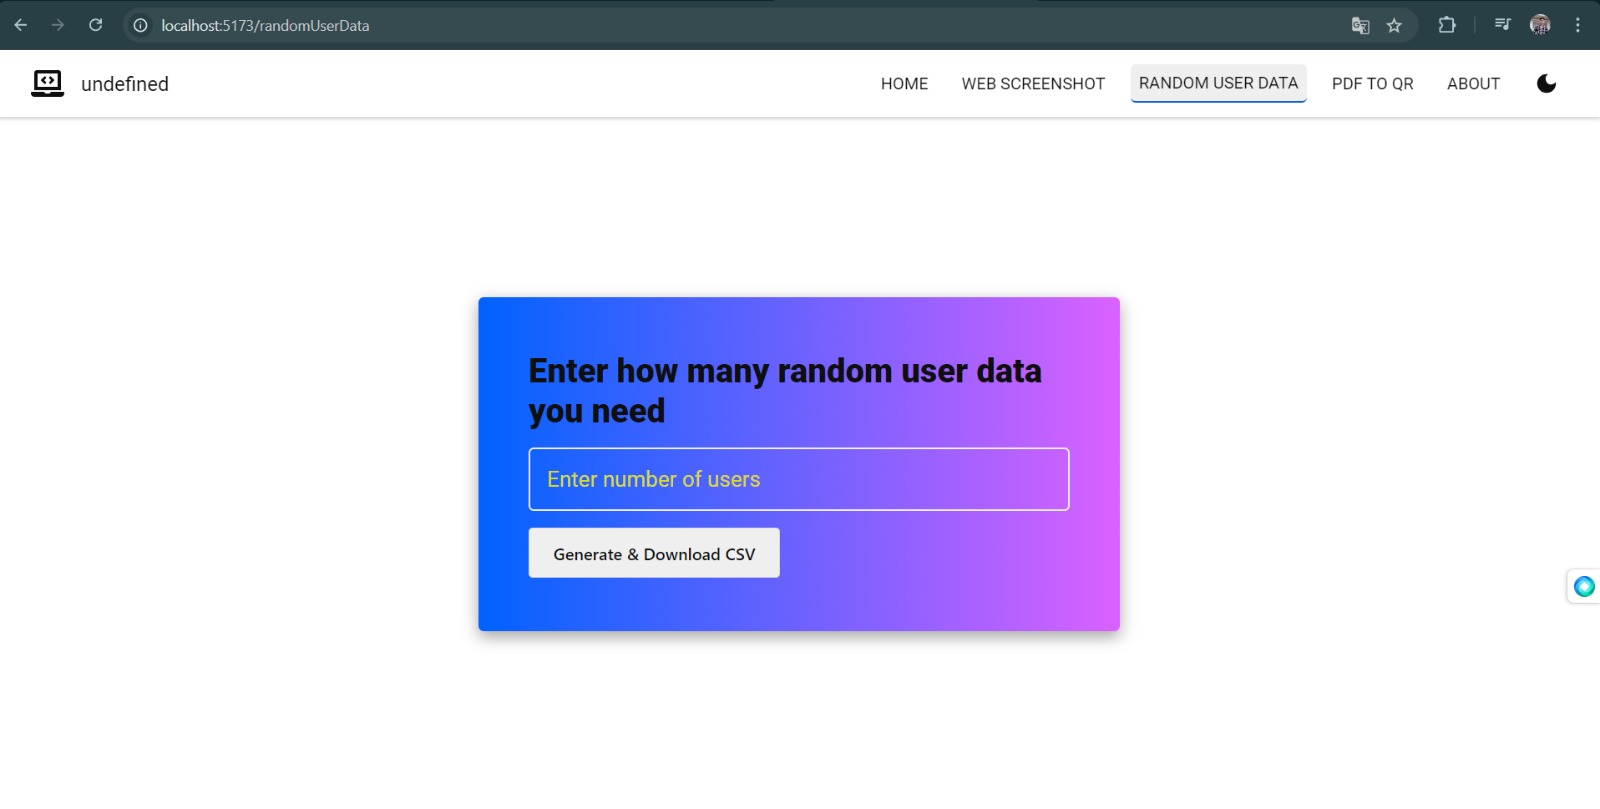 localhost:5173/randomUserData
undefined
HOME
WEB SCREENSHOT
RANDOM USER DATA
PDF TO QR
ABOUT
Enter how many random user data
you need
Enter number of users
Generate & Download CSV